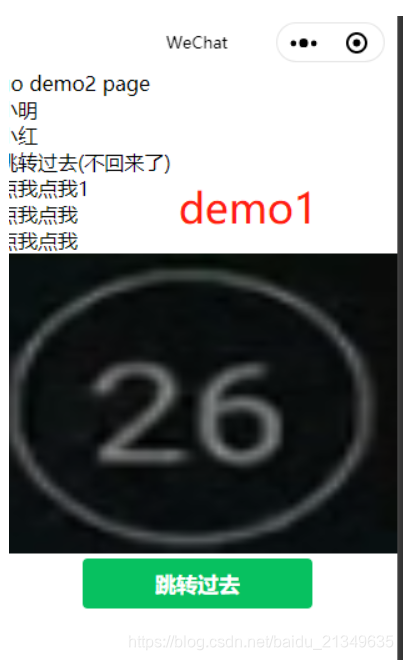 WeChat
o demo2 page
小明
小红
跳转过去(不回来了)
点我点我1
demo1
点我点我
点我点我
26
跳转过去
https://blog.csdn.net/baidu_21349635